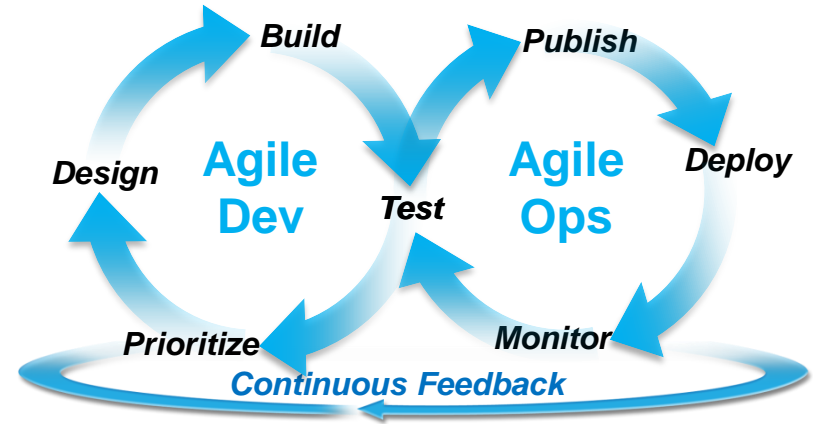 Build
Publish
Design
Agile
Dev
Test
Agile
Ops
Deploy
Prioritize
Monitor
Continuous Feedback